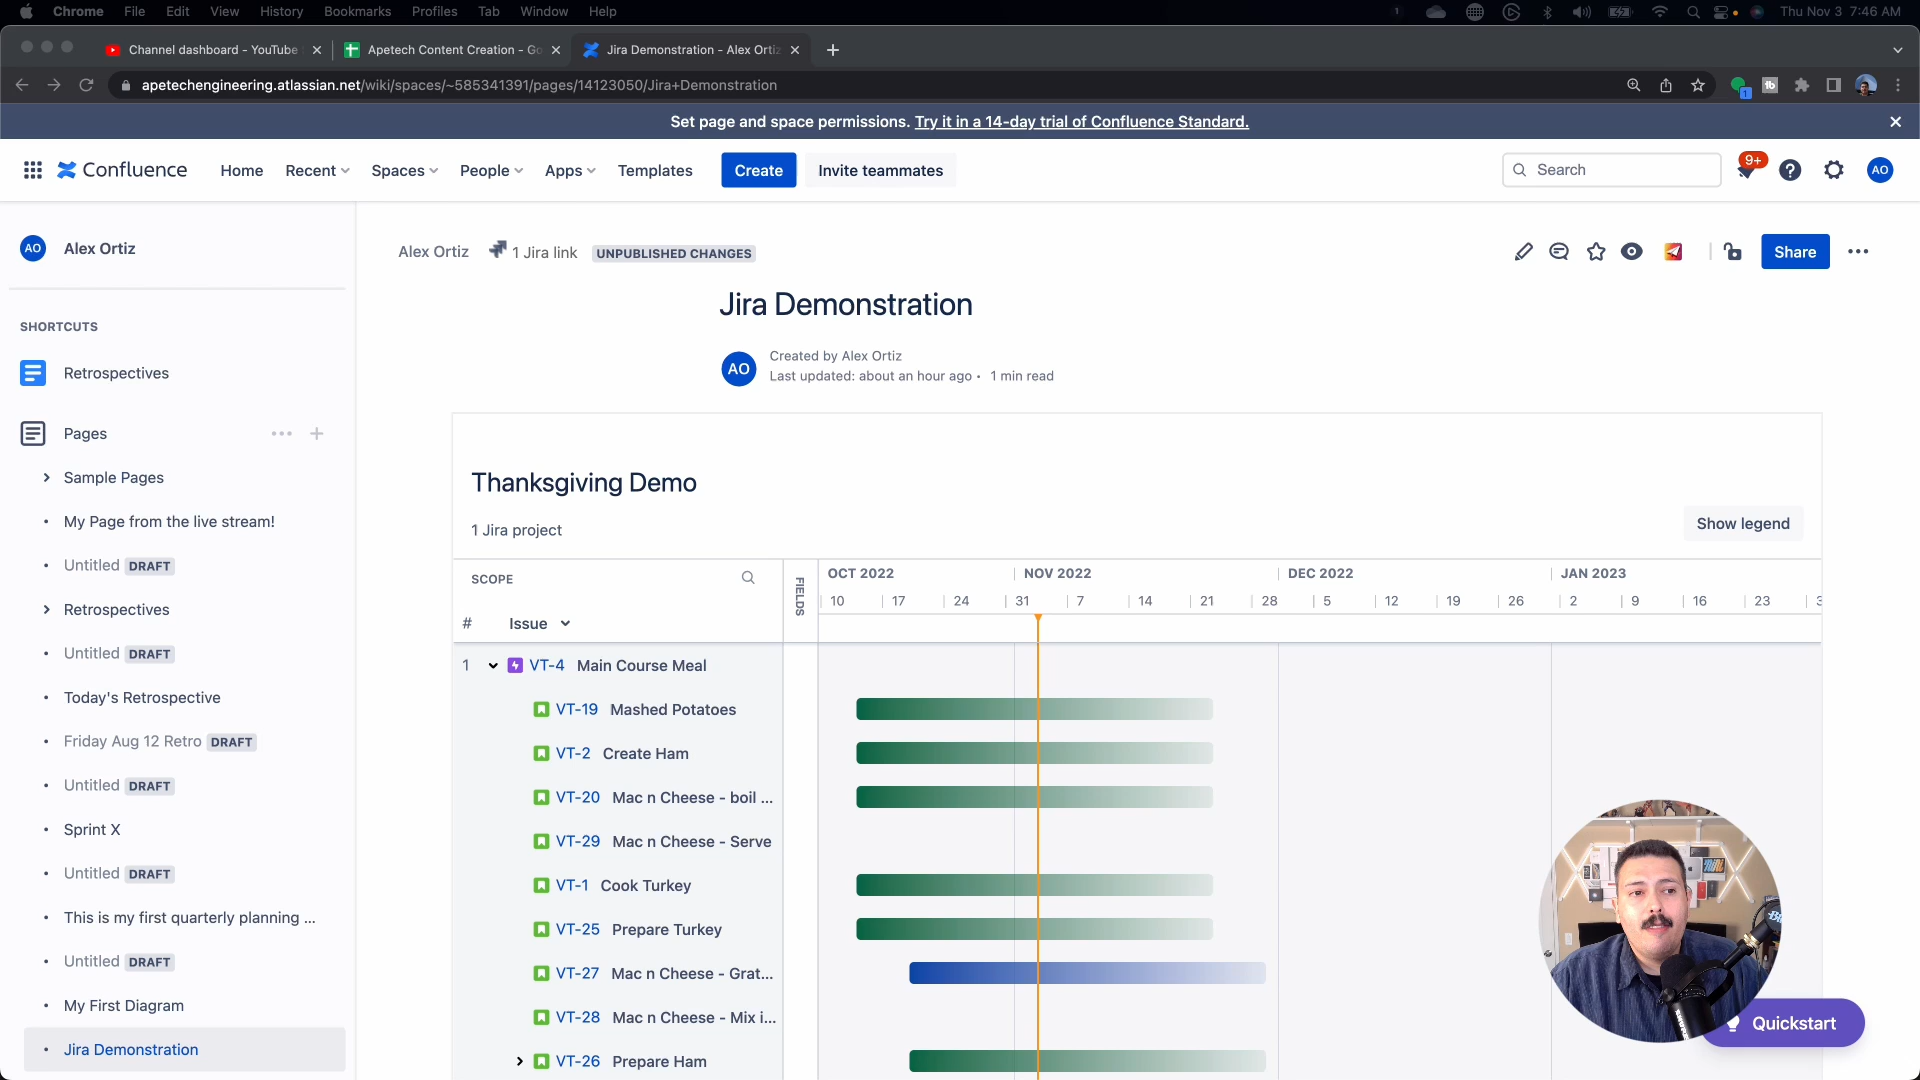 Chrome File Edit View History Bookmarks Profiles Tab Window Help
1
Thu Nov 3 7:46 AM
Channel dashboard - YouTube
Apetech Content Creation - Go
Jira Demonstration - Alex Ortiz
apetechengineering.atlassian.net/wiki/spaces/~585341391/pages/14123050/Jira+Demonstration
1
tb
Set page and space permissions. Try it in a 14-day trial of Confluence Standard.
Confluence
Home Recent Spaces People Apps Templates Create Invite teammates
Search
9+
AO
AO Alex Ortiz
SHORTCUTS
Retrospectives
Pages
Sample Pages
My Page from the live stream!
Untitled DRAFT
Retrospectives
Untitled DRAFT
Today's Retrospective
Friday Aug 12 Retro DRAFT
Untitled DRAFT
Sprint X
Untitled DRAFT
This is my first quarterly planning ...
Untitled DRAFT
My First Diagram
Jira Demonstration
Alex Ortiz 1 Jira link UNPUBLISHED CHANGES
Share
Jira Demonstration
AO
Created by Alex Ortiz
Last updated: about an hour ago • 1 min read
Thanksgiving Demo
1 Jira project
Show legend
SCOPE
FIELDS
OCT 2022 NOV 2022 DEC 2022 JAN 2023
10 17 24 31 7 14 21 28 5 12 19 26 2 9 16 23
# Issue
1 VT-4 Main Course Meal
VT-19 Mashed Potatoes
VT-2 Create Ham
VT-20 Mac n Cheese - boil ...
VT-29 Mac n Cheese - Serve
VT-1 Cook Turkey
VT-25 Prepare Turkey
VT-27 Mac n Cheese - Grat...
VT-28 Mac n Cheese - Mix i...
VT-26 Prepare Ham
Quickstart